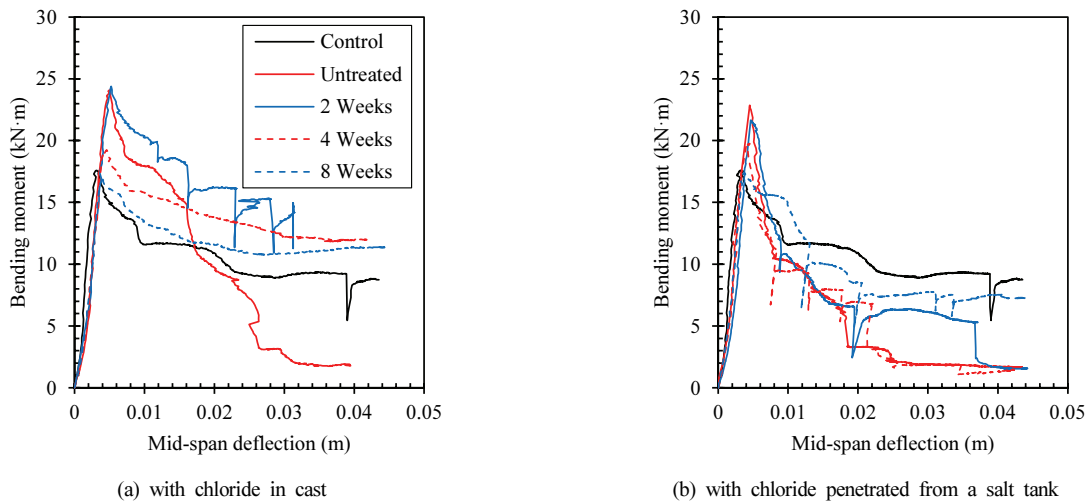 30
25
20
15
10
5
0
Bending moment (kN·m)
Control
Untreated
2 Weeks
4 Weeks
8 Weeks
0 0.01 0.02 0.03 0.04 0.05
Mid-span deflection (m)
(a) with chloride in cast
30
25
20
15
10
5
0
Bending moment (kN·m)
0 0.01 0.02 0.03 0.04 0.05
Mid-span deflection (m)
(b) with chloride penetrated from a salt tank